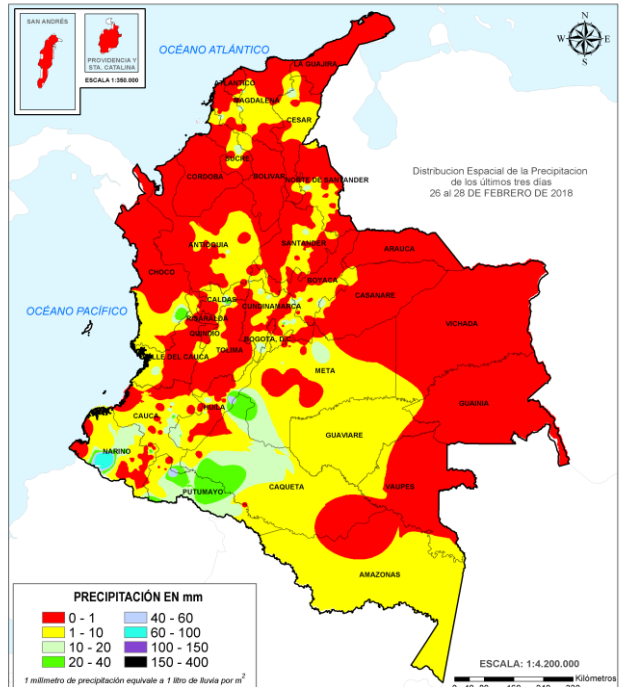 SAN ANDRÉS
PROVIDENCIA Y
STA. CATALINA
ESCALA 1:350.000
OCÉANO ATLÁNTICO
N
W
E
S
LA GUAJIRA
ATLANTICO
MAGDALENA
CESAR
SUCRE
CORDOBA
BOLIVAR
NORTE DE SANTANDER
Distribucion Espacial de la Precipitacion
de los últimos tres días
26 al 28 DE FEBRERO DE 2018
ANTIOQUIA
SANTANDER
ARAUCA
CHOCO
BOYACA
CASANARE
CALDAS
CUNDINAMARCA
OCÉANO PACÍFICO
RISARALDA
VICHADA
QUINDIO
BOGOTA, DC
VALLE DEL CAUCA
TOLIMA
META
GUAINIA
HUILA
CAUCA
GUAVIARE
NARIÑO
CAQUETA
VAUPES
PUTUMAYO
AMAZONAS
PRECIPITACIÓN EN mm
0 - 1
40 - 60
1 - 10
60 - 100
10 - 20
100 - 150
20 - 40
150 - 400
1 milímetro de precipitación equivale a 1 litro de lluvia por m2
ESCALA: 1:4.200.000
Kilómetros